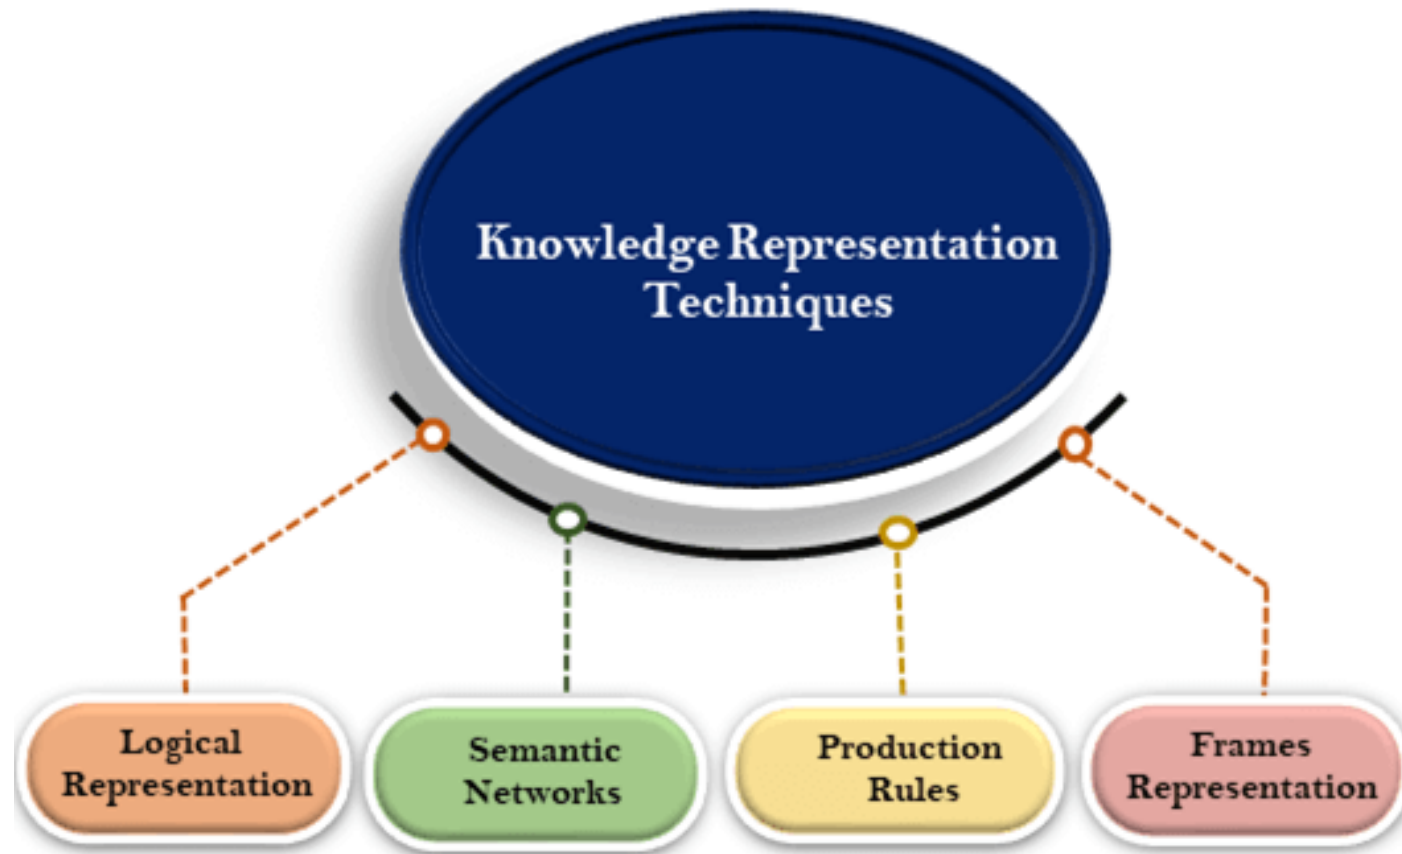 Knowledge Representation
Techniques
Logical
Representation
Semantic
Networks
Production
Rules
Frames
Representation